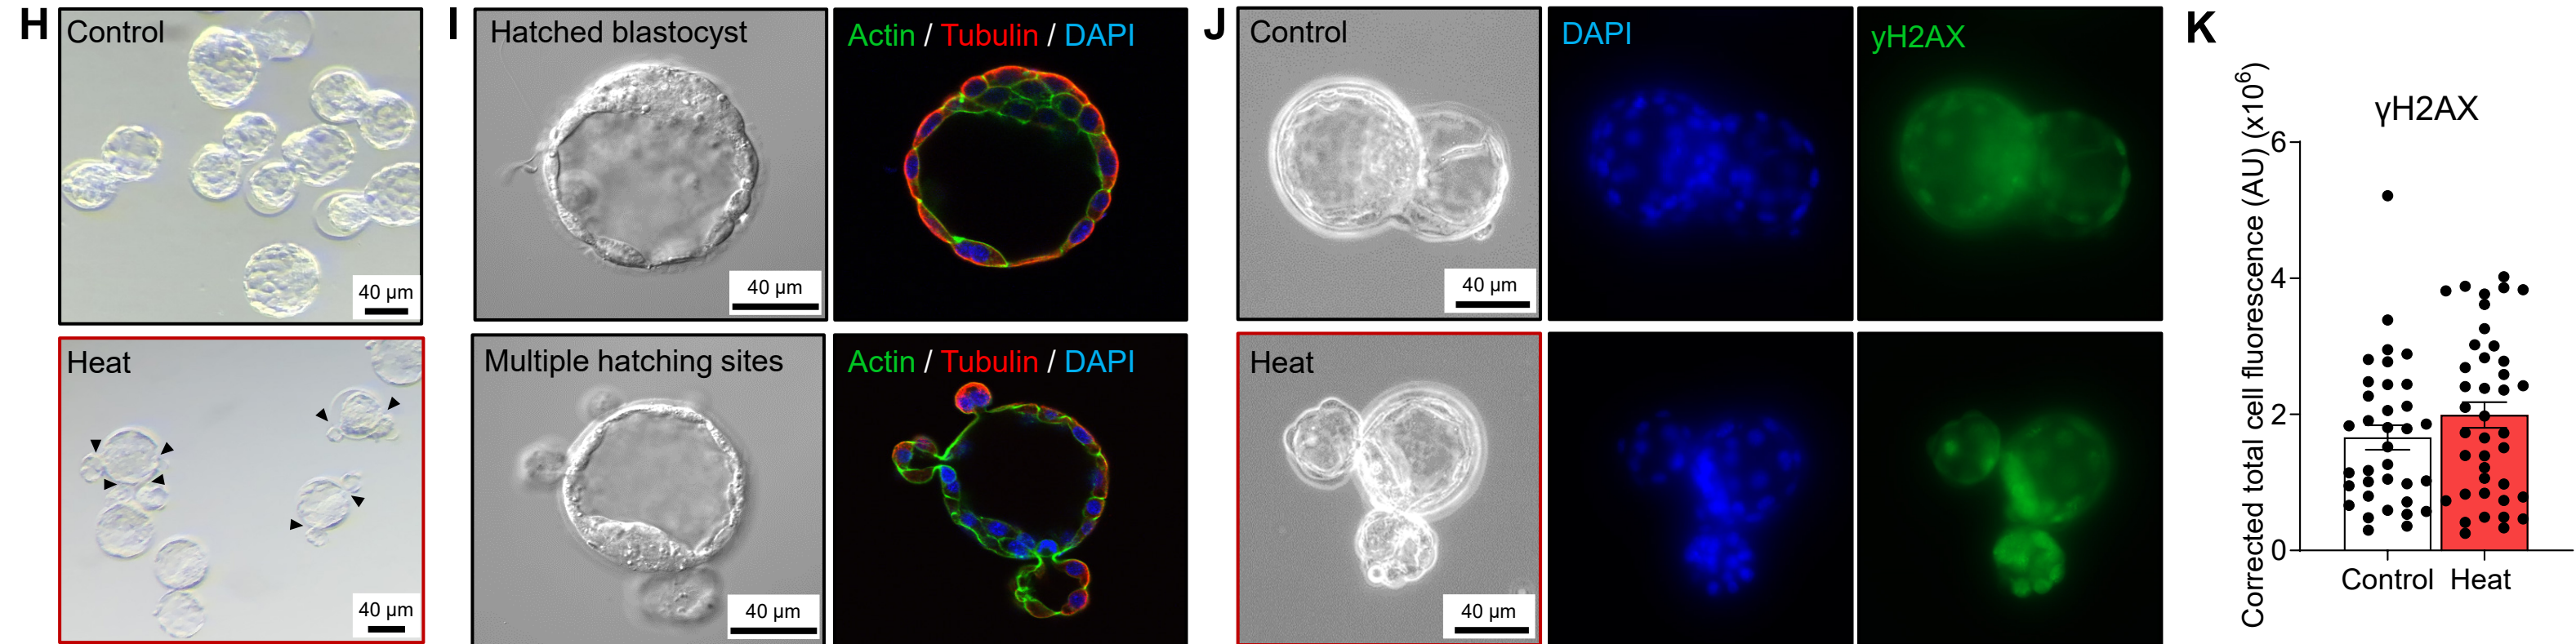 H
Control
40 µm
Heat
40 µm
I
Hatched blastocyst
40 µm
Actin / Tubulin / DAPI
Multiple hatching sites
40 µm
Actin / Tubulin / DAPI
J
Control
40 µm
DAPI
γH2AX
Heat
40 µm
K
γH2AX
Corrected total cell fluorescence (AU) (x10⁶)
6
4
2
0
Control Heat